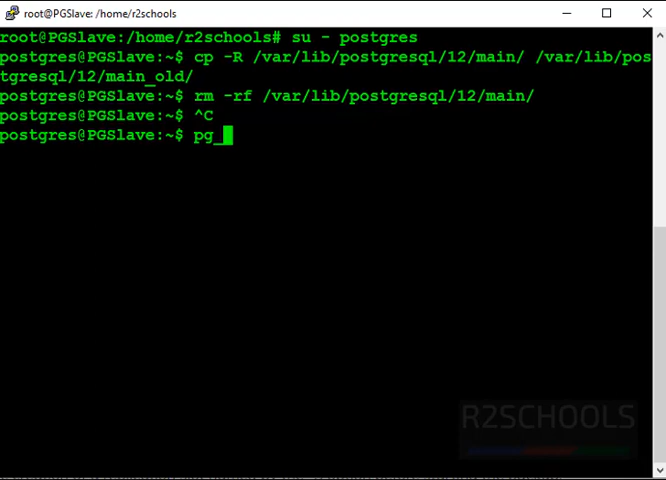 root@PGSlave: /home/r2schools
root@PGSlave:/home/r2schools# su - postgres
postgres@PGSlave:~$ cp -R /var/lib/postgresql/12/main/ /var/lib/pos
tgresql/12/main_old/
postgres@PGSlave:~$ rm -rf /var/lib/postgresql/12/main/
postgres@PGSlave:~$ ^C
postgres@PGSlave:~$ pg_
R2SCHOOLS